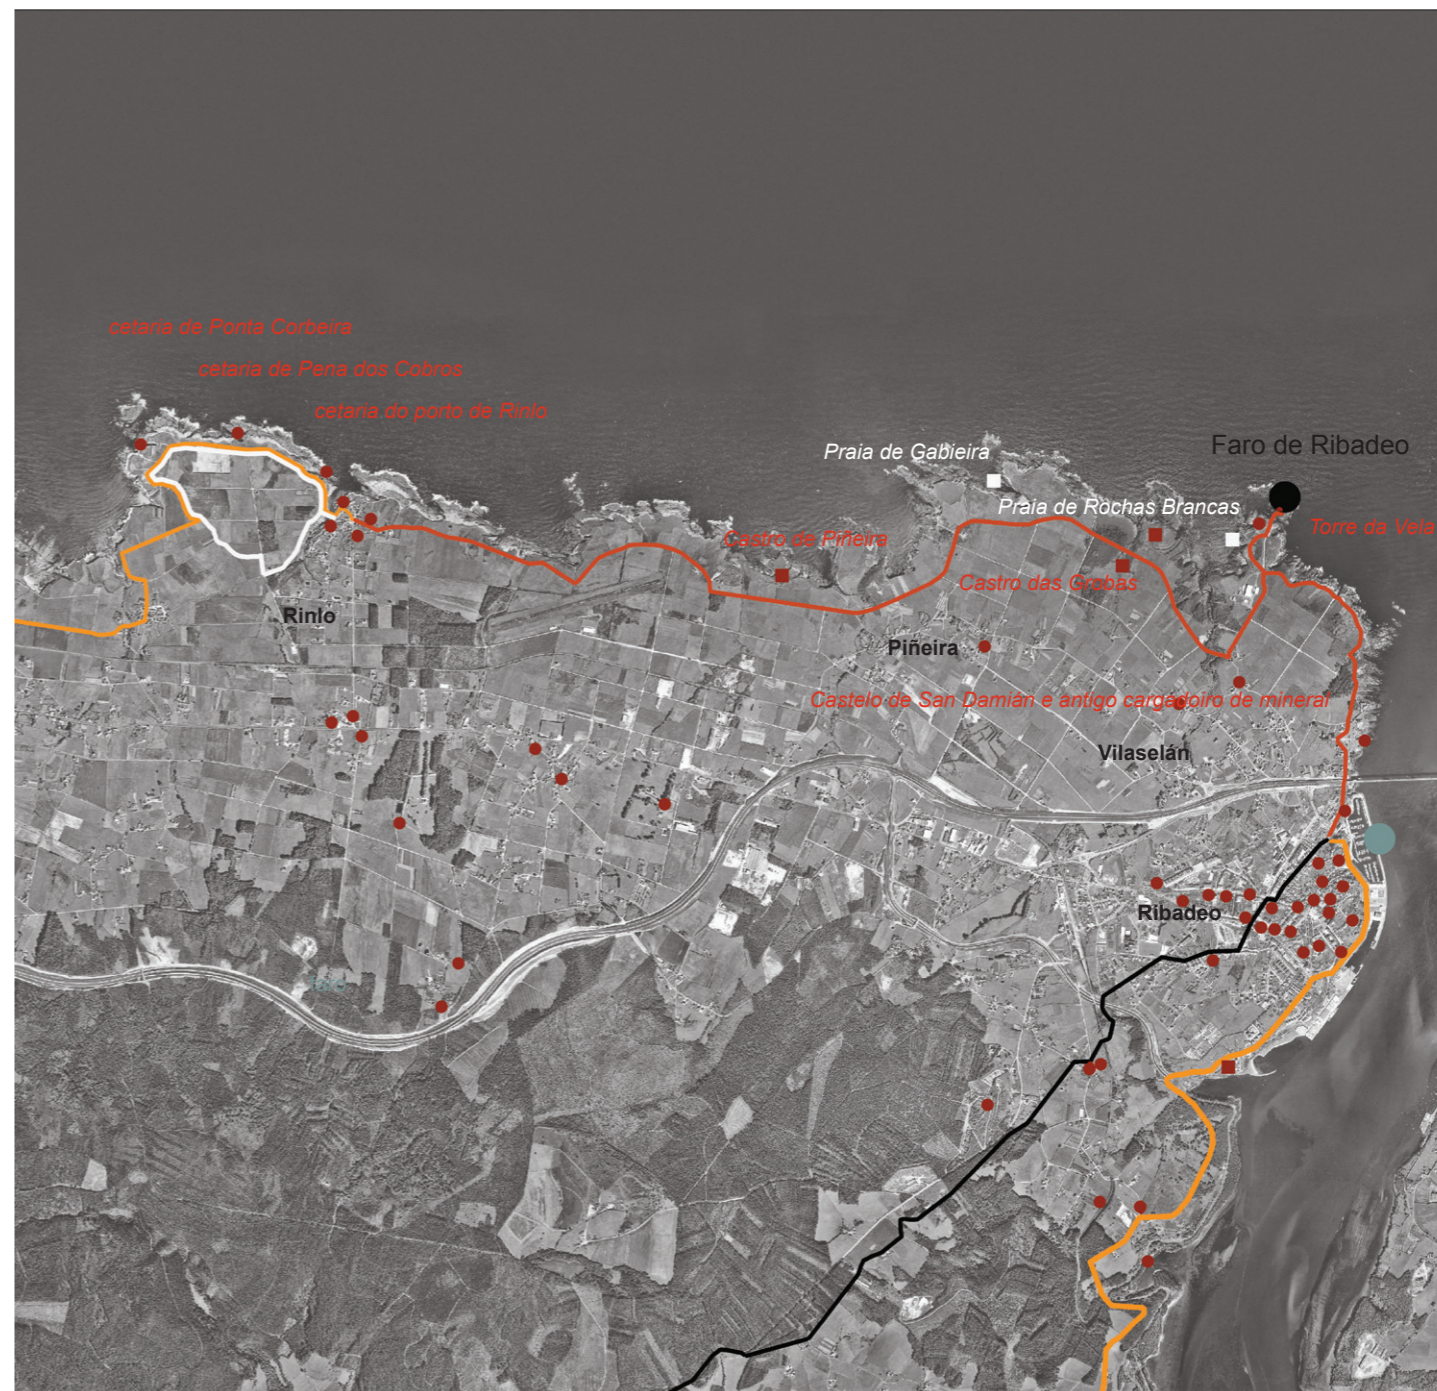 cetaria de Ponta Corbeira
cetaria de Pena dos Cobros
cetaria do porto de Rinlo
Faro de Ribadeo
Praia de Gabieira
Praia de Rochas Brancas
Torre da Vela
Castro de Piñeira
Castro das Grobas
Rinlo
Piñeira
Castelo de San Damián e antigo cargadoiro de mineral
Vilaselán
Ribadeo
faro